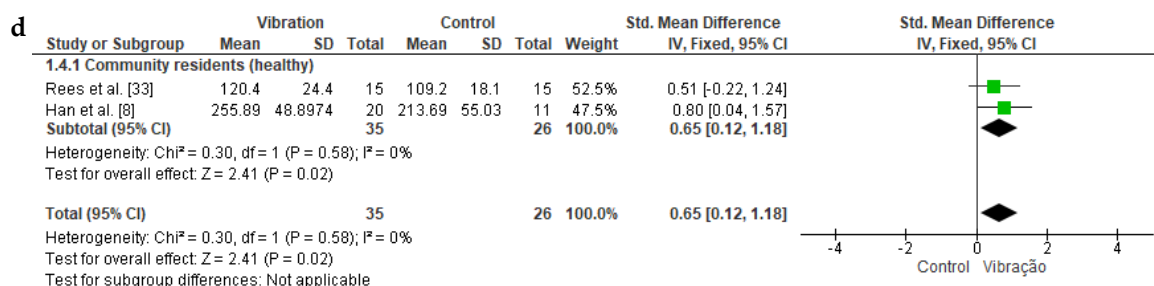 d
Vibration Control Std. Mean Difference Std. Mean Difference
Study or Subgroup Mean SD Total Mean SD Total Weight IV, Fixed, 95% CI IV, Fixed, 95% CI
1.4.1 Community residents (healthy)
Rees et al. [33] 120.4 24.4 15 109.2 18.1 15 52.5% 0.51 [-0.22, 1.24]
Han et al. [8] 255.89 48.8974 20 213.69 55.03 11 47.5% 0.80 [0.04, 1.57]
Subtotal (95% CI) 35 26 100.0% 0.65 [0.12, 1.18]
Heterogeneity: Chi² = 0.30, df = 1 (P = 0.58); I² = 0%
Test for overall effect: Z = 2.41 (P = 0.02)
Total (95% CI) 35 26 100.0% 0.65 [0.12, 1.18]
Heterogeneity: Chi² = 0.30, df = 1 (P = 0.58); I² = 0%
Test for overall effect: Z = 2.41 (P = 0.02)
Test for subgroup differences: Not applicable
-4 -2 0 2 4
Control Vibração